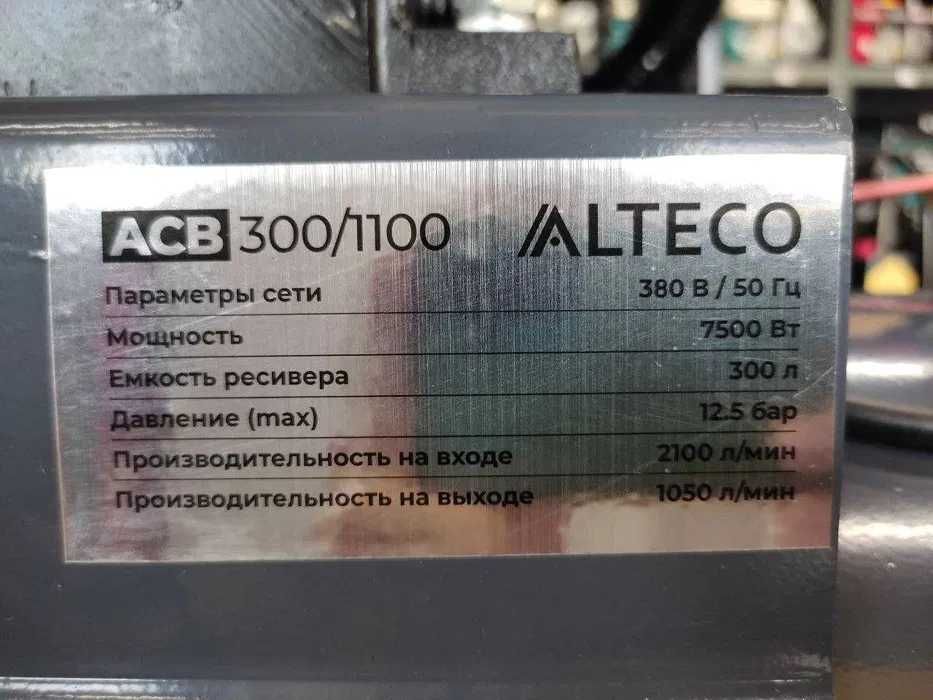 ACB 300/1100 ALTECO
Параметры сети 380 В / 50 Гц
Мощность 7500 Вт
Емкость ресивера 300 л
Давление (max) 12.5 бар
Производительность на входе 2100 л/мин
Производительность на выходе 1050 л/мин